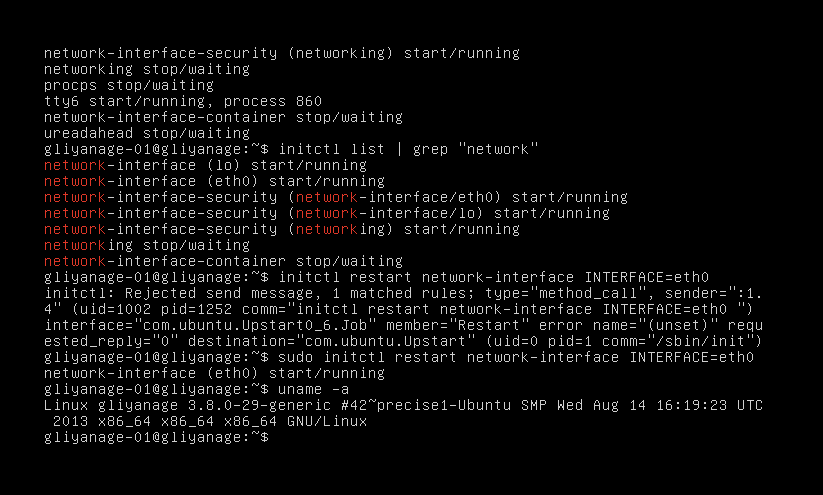 network-interface-security (networking) start/running
networking stop/waiting
procps stop/waiting
tty6 start/running, process 860
network-interface-container stop/waiting
ureadahead stop/waiting
gliyanage-01@gliyanage:~$ initctl list | grep "network"
network-interface (lo) start/running
network-interface (eth0) start/running
network-interface-security (network-interface/eth0) start/running
network-interface-security (network-interface/lo) start/running
network-interface-security (networking) start/running
networking stop/waiting
network-interface-container stop/waiting
gliyanage-01@gliyanage:~$ initctl restart network-interface INTERFACE=eth0
initctl: Rejected send message, 1 matched rules; type="method_call", sender=":1.
4" (uid=1002 pid=1252 comm="initctl restart network-interface INTERFACE=eth0 ")
interface="com.ubuntu.Upstart0_6.Job" member="Restart" error name="(unset)" requ
ested_reply="0" destination="com.ubuntu.Upstart" (uid=0 pid=1 comm="/sbin/init")
gliyanage-01@gliyanage:~$ sudo initctl restart network-interface INTERFACE=eth0
network-interface (eth0) start/running
gliyanage-01@gliyanage:~$ uname -a
Linux gliyanage 3.8.0-29-generic #42~precise1-Ubuntu SMP Wed Aug 14 16:19:23 UTC
 2013 x86_64 x86_64 x86_64 GNU/Linux
gliyanage-01@gliyanage:~$